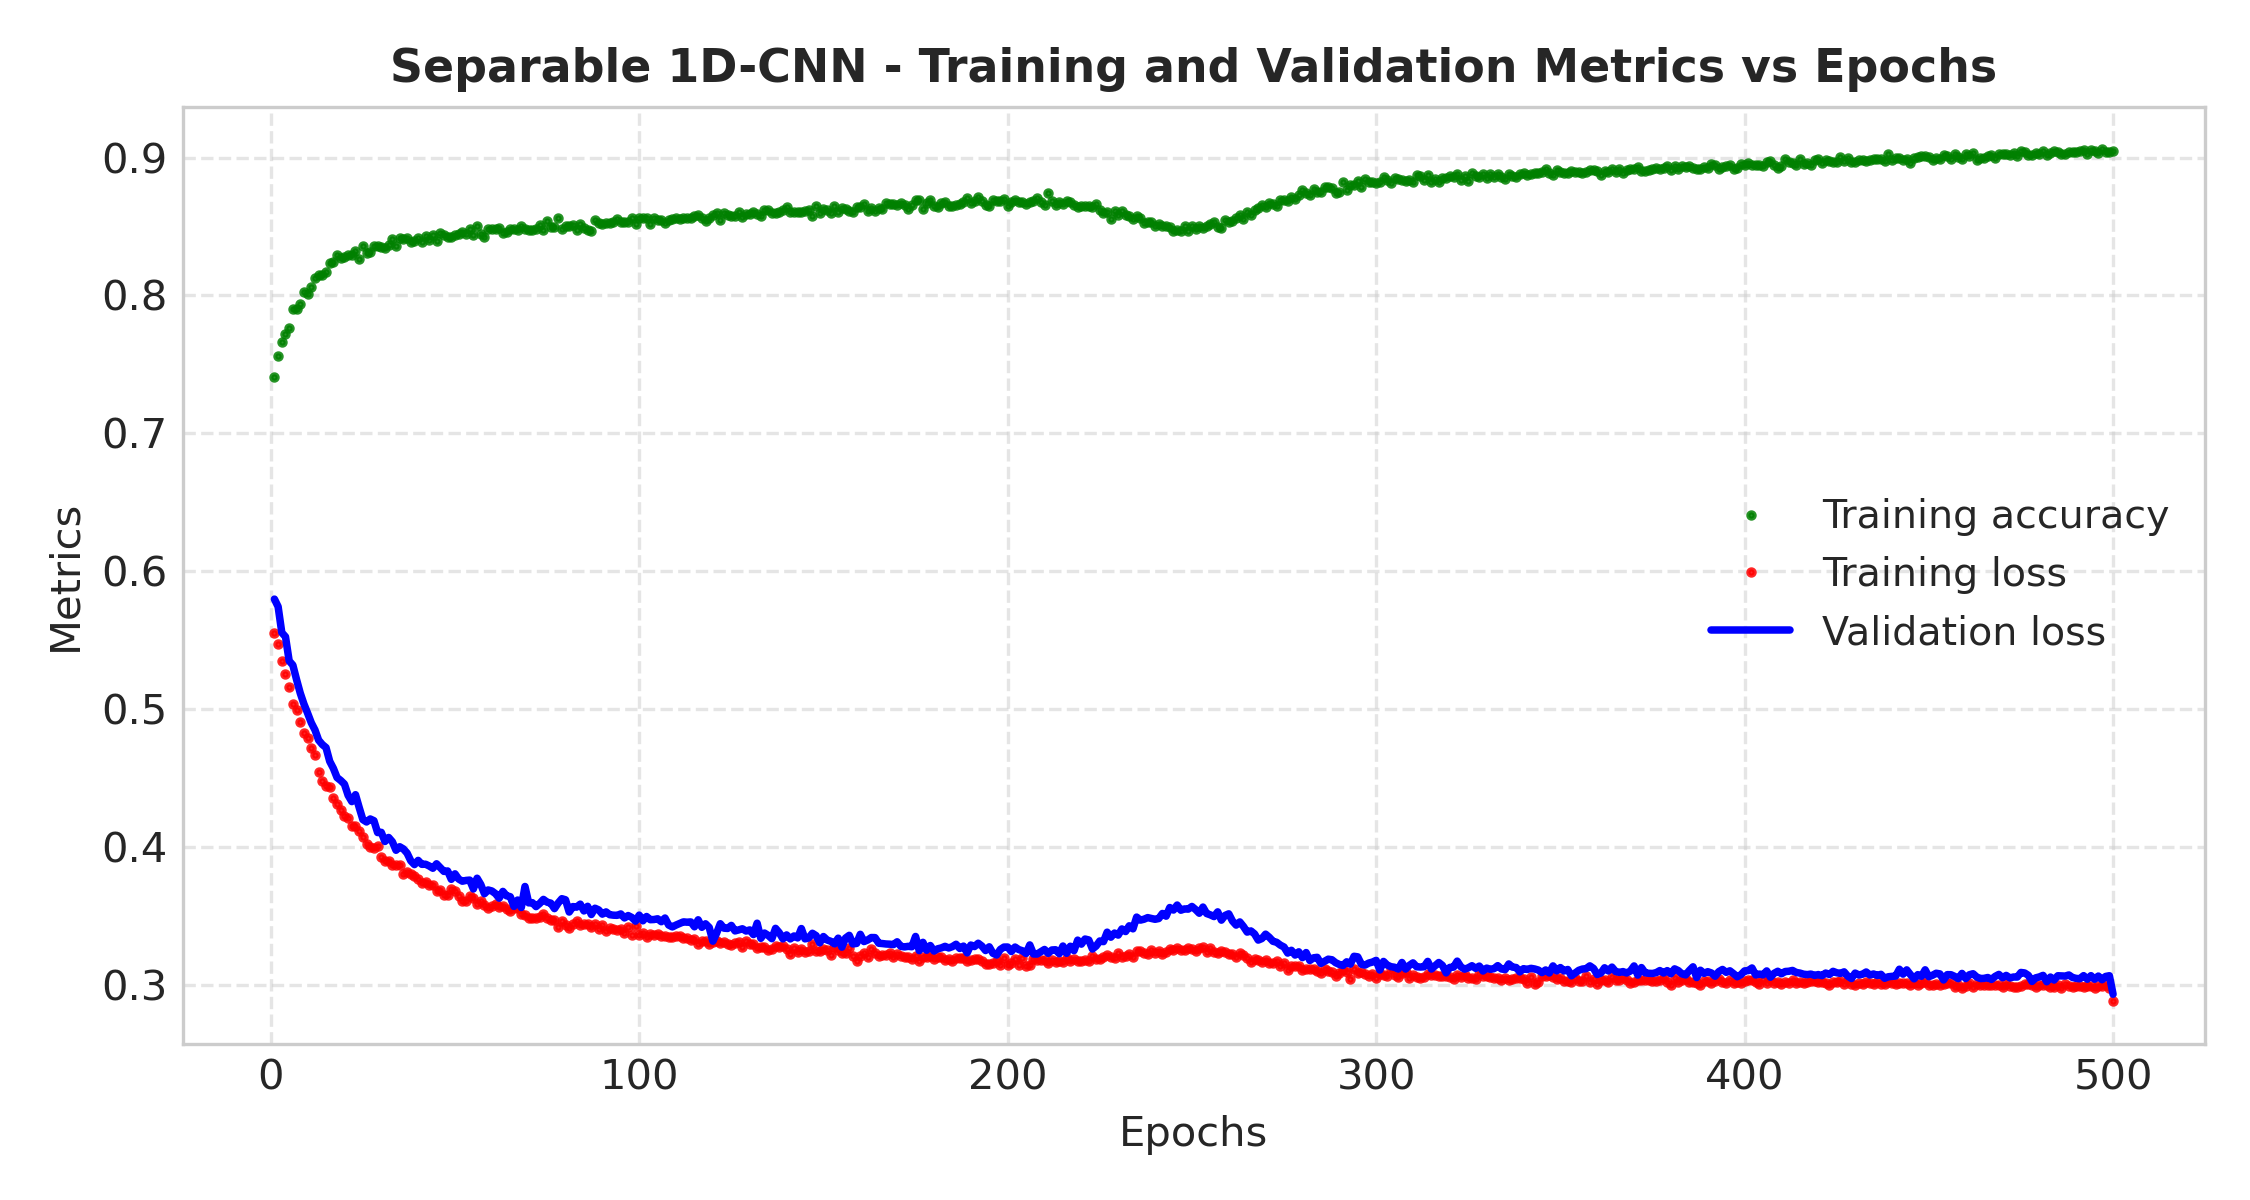 Separable 1D-CNN - Training and Validation Metrics vs Epochs
0.9
0.8
0.7
0.6
0.5
0.4
0.3
Metrics
Training accuracy
Training loss
Validation loss
0 100 200 300 400 500
Epochs